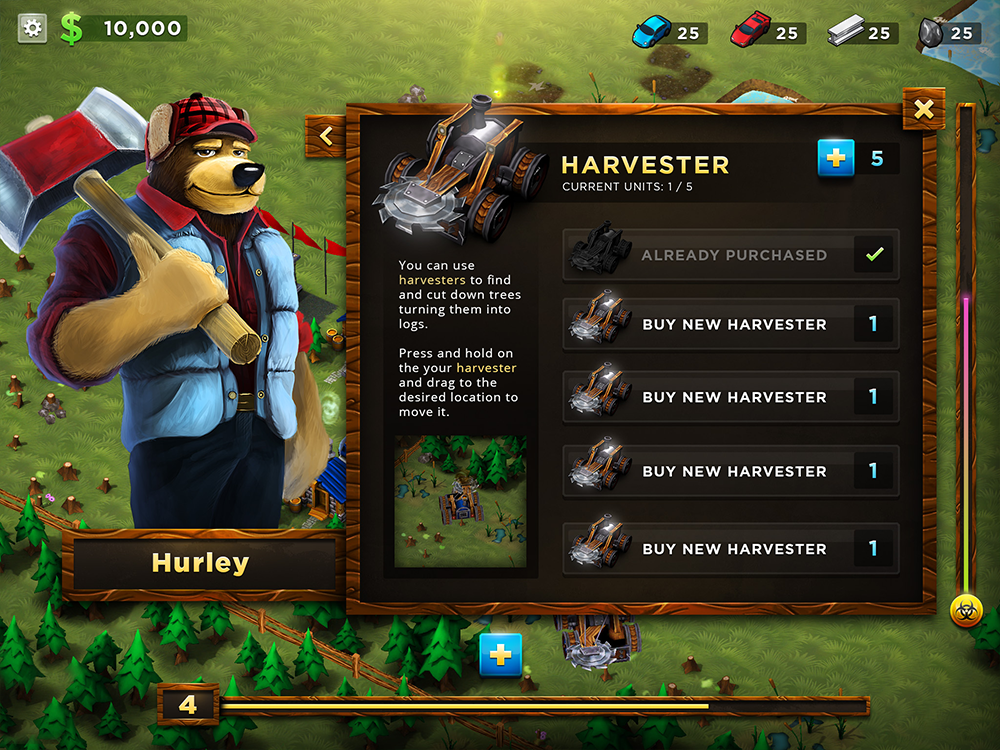 $ 10,000
25
25
25
25
HARVESTER
CURRENT UNITS: 1 / 5
5
You can use
harvesters to find
and cut down trees
turning them into
logs.
Press and hold on
the your harvester
and drag to the
desired location to
move it.
ALREADY PURCHASED
BUY NEW HARVESTER 1
BUY NEW HARVESTER 1
BUY NEW HARVESTER 1
BUY NEW HARVESTER 1
Hurley
4